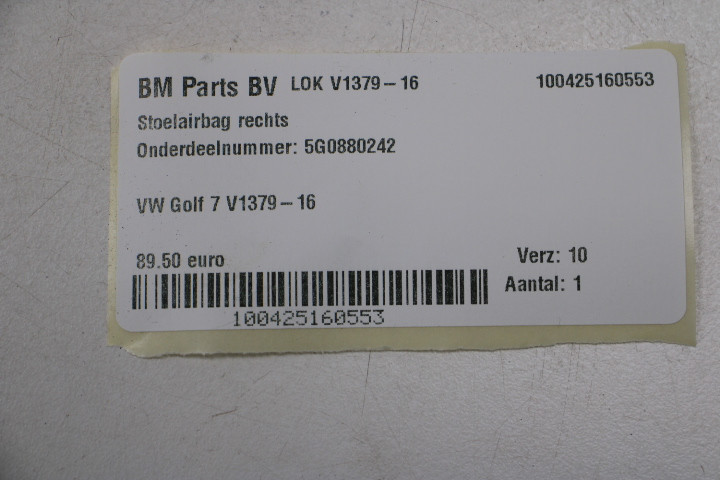 BM Parts BV LOK V1379-16 100425160553
Stoelairbag rechts
Onderdeelnummer: 5G0880242
VW Golf 7 V1379-16
89.50 euro Verz: 10
Aantal: 1
100425160553